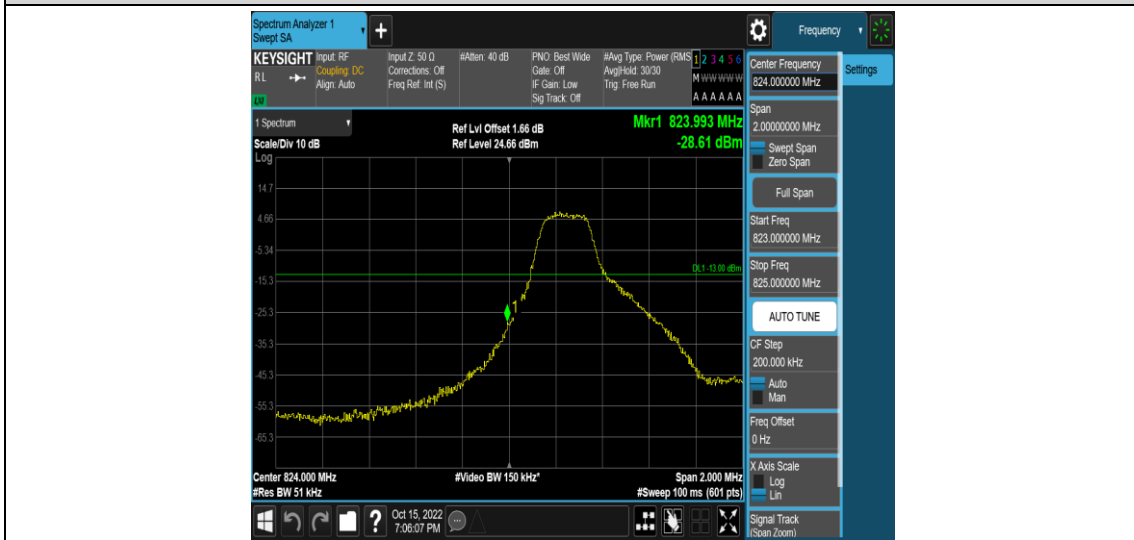 Spectrum Analyzer 1
Swept SA
+
Frequency
KEYSIGHT
RL
LXI
Input: RF
Coupling: DC
Align: Auto
Input Z: 50 Ω
Corrections: Off
Freq Ref: Int (S)
#Atten: 40 dB
PNO: Best Wide
Gate: Off
IF Gain: Low
Sig Track: Off
#Avg Type: Power (RMS
Avg|Hold: 30/30
Trig: Free Run
1 2 3 4 5 6
M W W W W W
A A A A A A
1 Spectrum
Scale/Div 10 dB
Ref Lvl Offset 1.66 dB
Ref Level 24.66 dBm
Mkr1 823.993 MHz
-28.61 dBm
Log
14.7
4.66
-5.34
-15.3
-25.3
-35.3
-45.3
-55.3
-65.3
DL1 -13.00 dBm
1
Center 824.000 MHz
#Res BW 51 kHz
#Video BW 150 kHz*
Span 2.000 MHz
#Sweep 100 ms (601 pts)
Center Frequency
824.000000 MHz
Settings
Span
2.00000000 MHz
Swept Span
Zero Span
Full Span
Start Freq
823.000000 MHz
Stop Freq
825.000000 MHz
AUTO TUNE
CF Step
200.000 kHz
Auto
Man
Freq Offset
0 Hz
X Axis Scale
Log
Lin
Signal Track
(Span Zoom)
?
Oct 15, 2022
7:06:07 PM